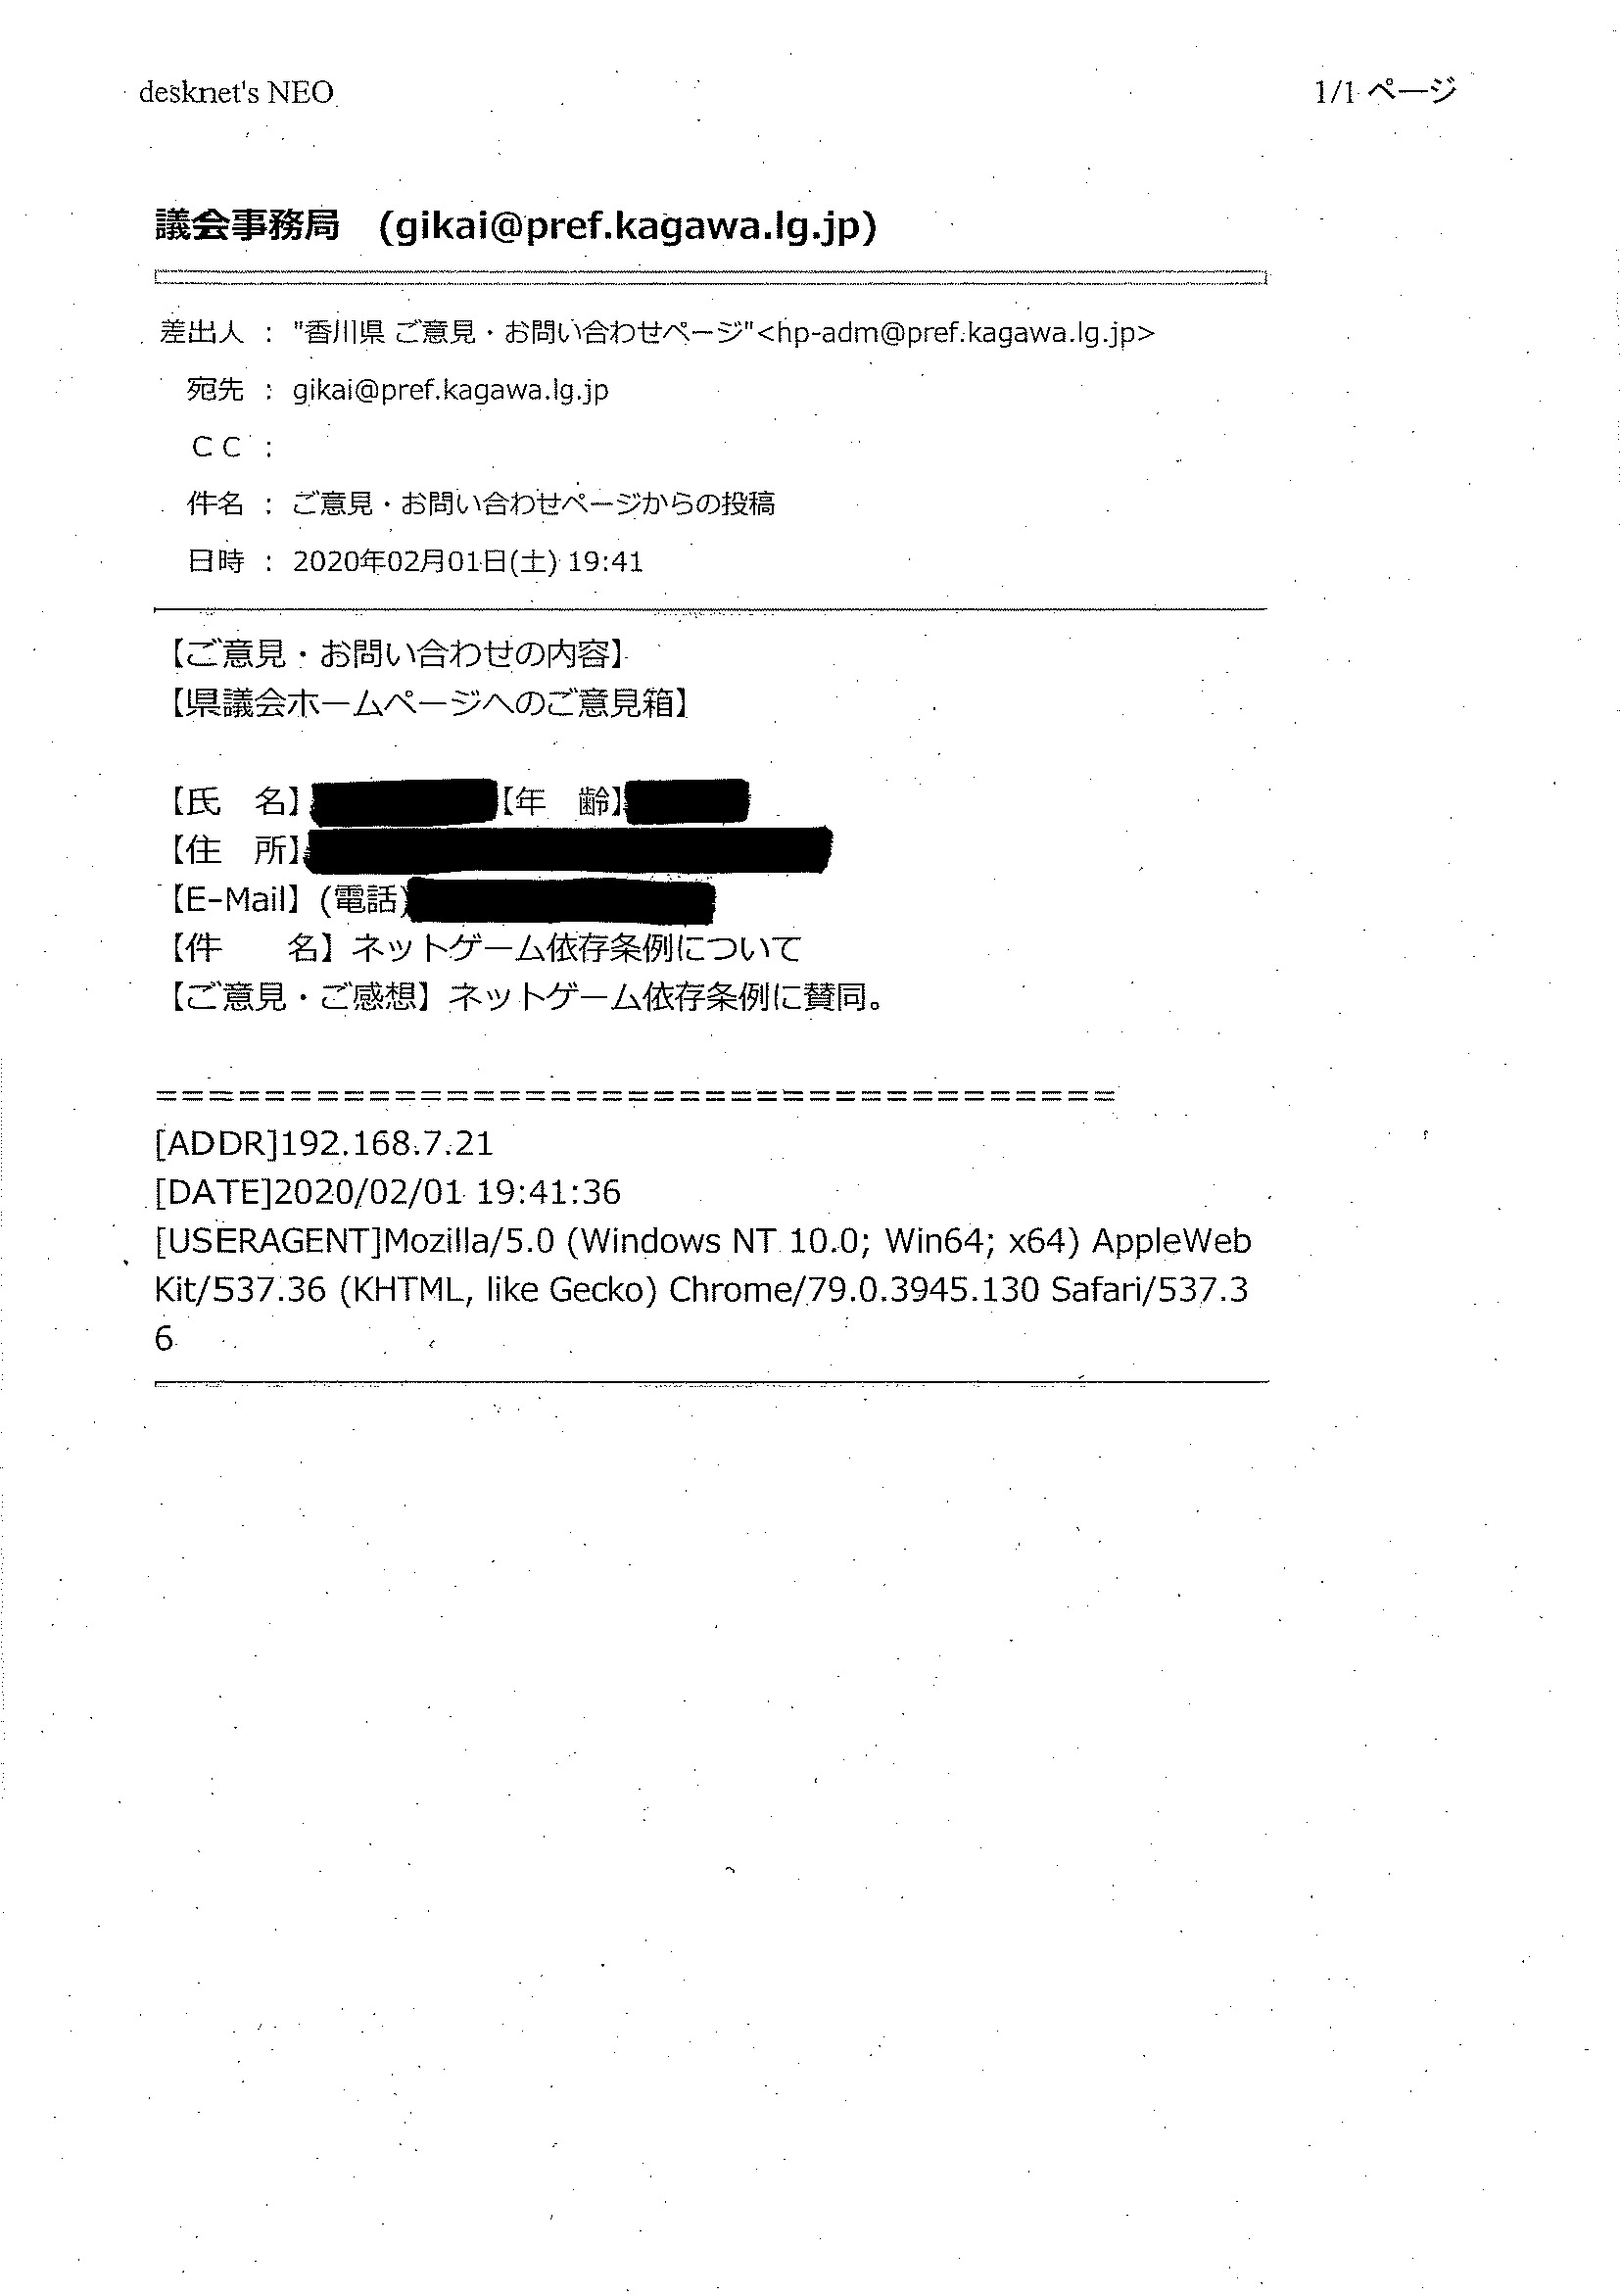 desknet's NEO
1/1 ページ
議会事務局　(gikai@pref.kagawa.lg.jp)
差出人 : "香川県 ご意見・お問い合わせページ"<hp-adm@pref.kagawa.lg.jp>
宛先 : gikai@pref.kagawa.lg.jp
CC :
件名 : ご意見・お問い合わせページからの投稿
日時 : 2020年02月01日(土) 19:41
【ご意見・お問い合わせの内容】
【県議会ホームページへのご意見箱】
【氏　名】【年　齢】
【住　所】
【E-Mail】(電話)
【件　　名】ネットゲーム依存条例について
【ご意見・ご感想】ネットゲーム依存条例に賛同。
=====================================
[ADDR]192.168.7.21
[DATE]2020/02/01 19:41:36
[USERAGENT]Mozilla/5.0 (Windows NT 10.0; Win64; x64) AppleWeb
Kit/537.36 (KHTML, like Gecko) Chrome/79.0.3945.130 Safari/537.3
6